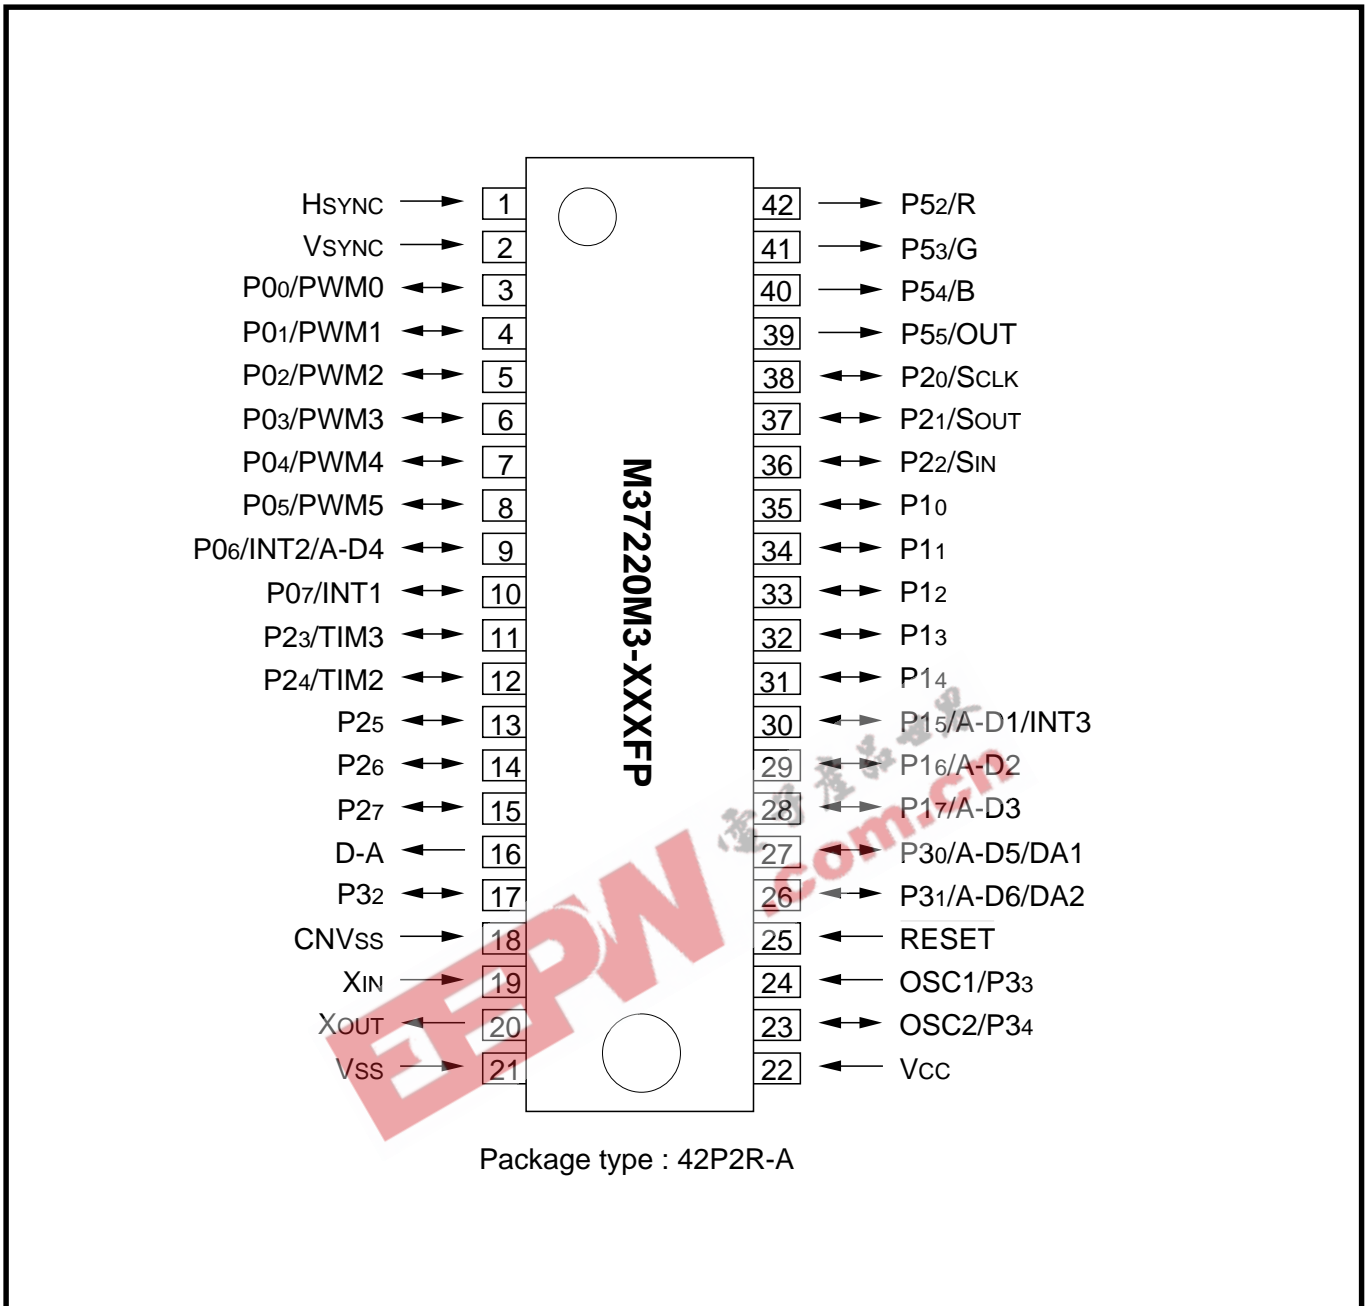 HSYNC 1 42 P52/R
VSYNC 2 41 P53/G
P00/PWM0 3 40 P54/B
P01/PWM1 4 39 P55/OUT
P02/PWM2 5 38 P20/SCLK
P03/PWM3 6 37 P21/SOUT
P04/PWM4 7 36 P22/SIN
P05/PWM5 8 35 P10
P06/INT2/A-D4 9 34 P11
P07/INT1 10 33 P12
P23/TIM3 11 32 P13
P24/TIM2 12 31 P14
P25 13 30 P15/A-D1/INT3
P26 14 29 P16/A-D2
P27 15 28 P17/A-D3
D-A 16 27 P30/A-D5/DA1
P32 17 26 P31/A-D6/DA2
CNVSS 18 25 RESET
XIN 19 24 OSC1/P33
XOUT 20 23 OSC2/P34
VSS 21 22 VCC
M37220M3-XXXFP
電子產品世界
EEPW.com.cn
Package type : 42P2R-A